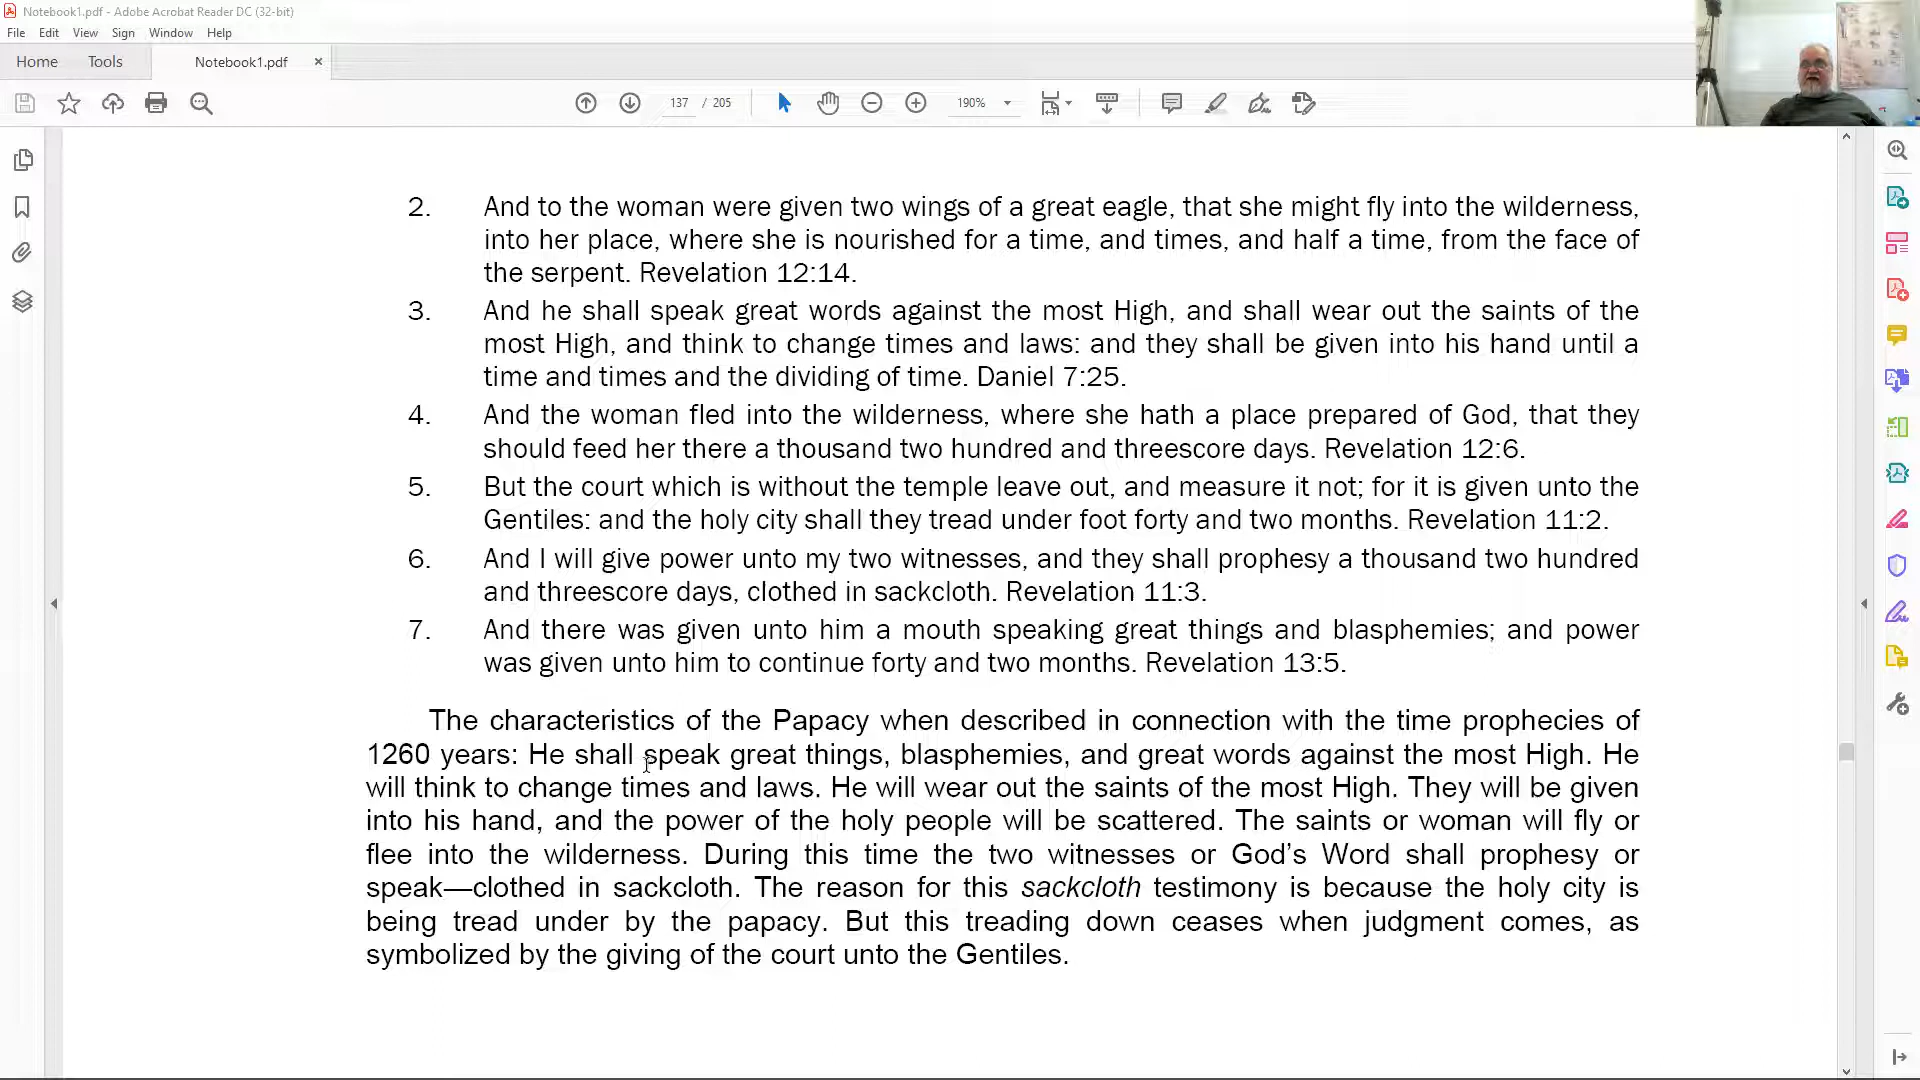 Notebook1.pdf - Adobe Acrobat Reader DC (32-bit)
File Edit View Sign Window Help
Home Tools Notebook1.pdf ×
137 / 205 190%
2. And to the woman were given two wings of a great eagle, that she might fly into the wilderness,
into her place, where she is nourished for a time, and times, and half a time, from the face of
the serpent. Revelation 12:14.
3. And he shall speak great words against the most High, and shall wear out the saints of the
most High, and think to change times and laws: and they shall be given into his hand until a
time and times and the dividing of time. Daniel 7:25.
4. And the woman fled into the wilderness, where she hath a place prepared of God, that they
should feed her there a thousand two hundred and threescore days. Revelation 12:6.
5. But the court which is without the temple leave out, and measure it not; for it is given unto the
Gentiles: and the holy city shall they tread under foot forty and two months. Revelation 11:2.
6. And I will give power unto my two witnesses, and they shall prophesy a thousand two hundred
and threescore days, clothed in sackcloth. Revelation 11:3.
7. And there was given unto him a mouth speaking great things and blasphemies; and power
was given unto him to continue forty and two months. Revelation 13:5.
The characteristics of the Papacy when described in connection with the time prophecies of
1260 years: He shall speak great things, blasphemies, and great words against the most High. He
will think to change times and laws. He will wear out the saints of the most High. They will be given
into his hand, and the power of the holy people will be scattered. The saints or woman will fly or
flee into the wilderness. During this time the two witnesses or God's Word shall prophesy or
speak—clothed in sackcloth. The reason for this sackcloth testimony is because the holy city is
being tread under by the papacy. But this treading down ceases when judgment comes, as
symbolized by the giving of the court unto the Gentiles.